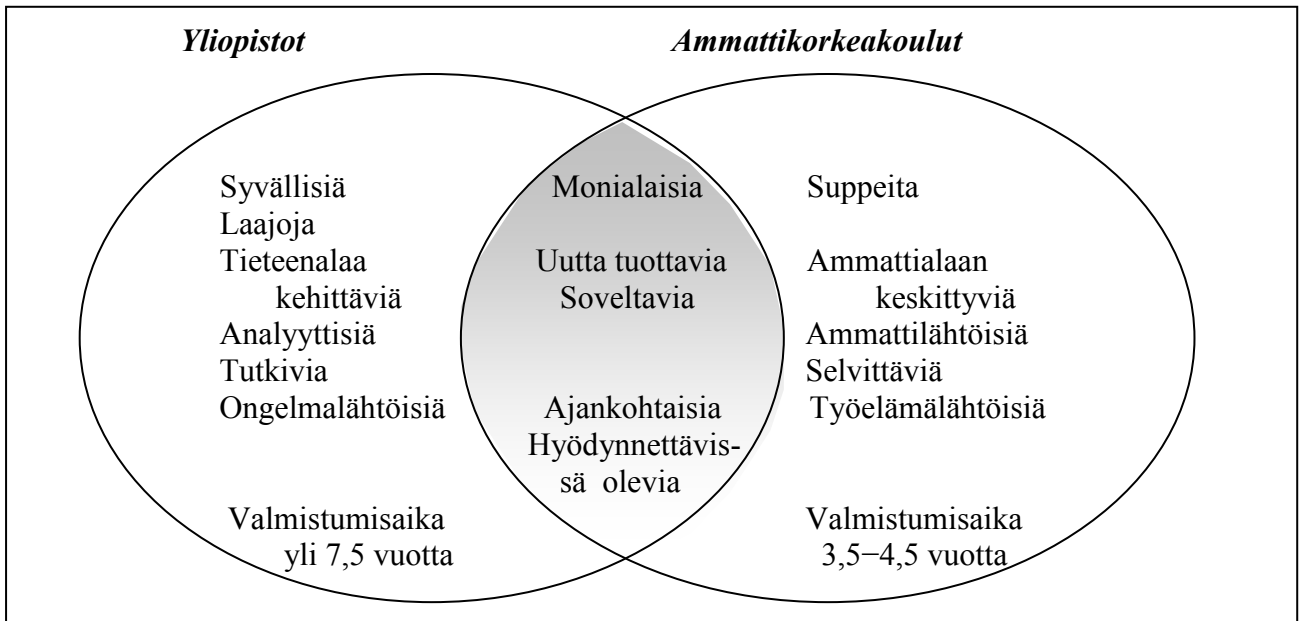 Yliopistot
Ammattikorkeakoulut
Syvällisiä
Laajoja
Tieteenalaa
kehittäviä
Analyyttisiä
Tutkivia
Ongelmalähtöisiä
Valmistumisaika
yli 7,5 vuotta
Monialaisia
Uutta tuottavia
Soveltavia
Ajankohtaisia
Hyödynnettävis-
sä olevia
Suppeita
Ammattialaan
keskittyviä
Ammattilähtöisiä
Selvittäviä
Työelämälähtöisiä
Valmistumisaika
3,5−4,5 vuotta